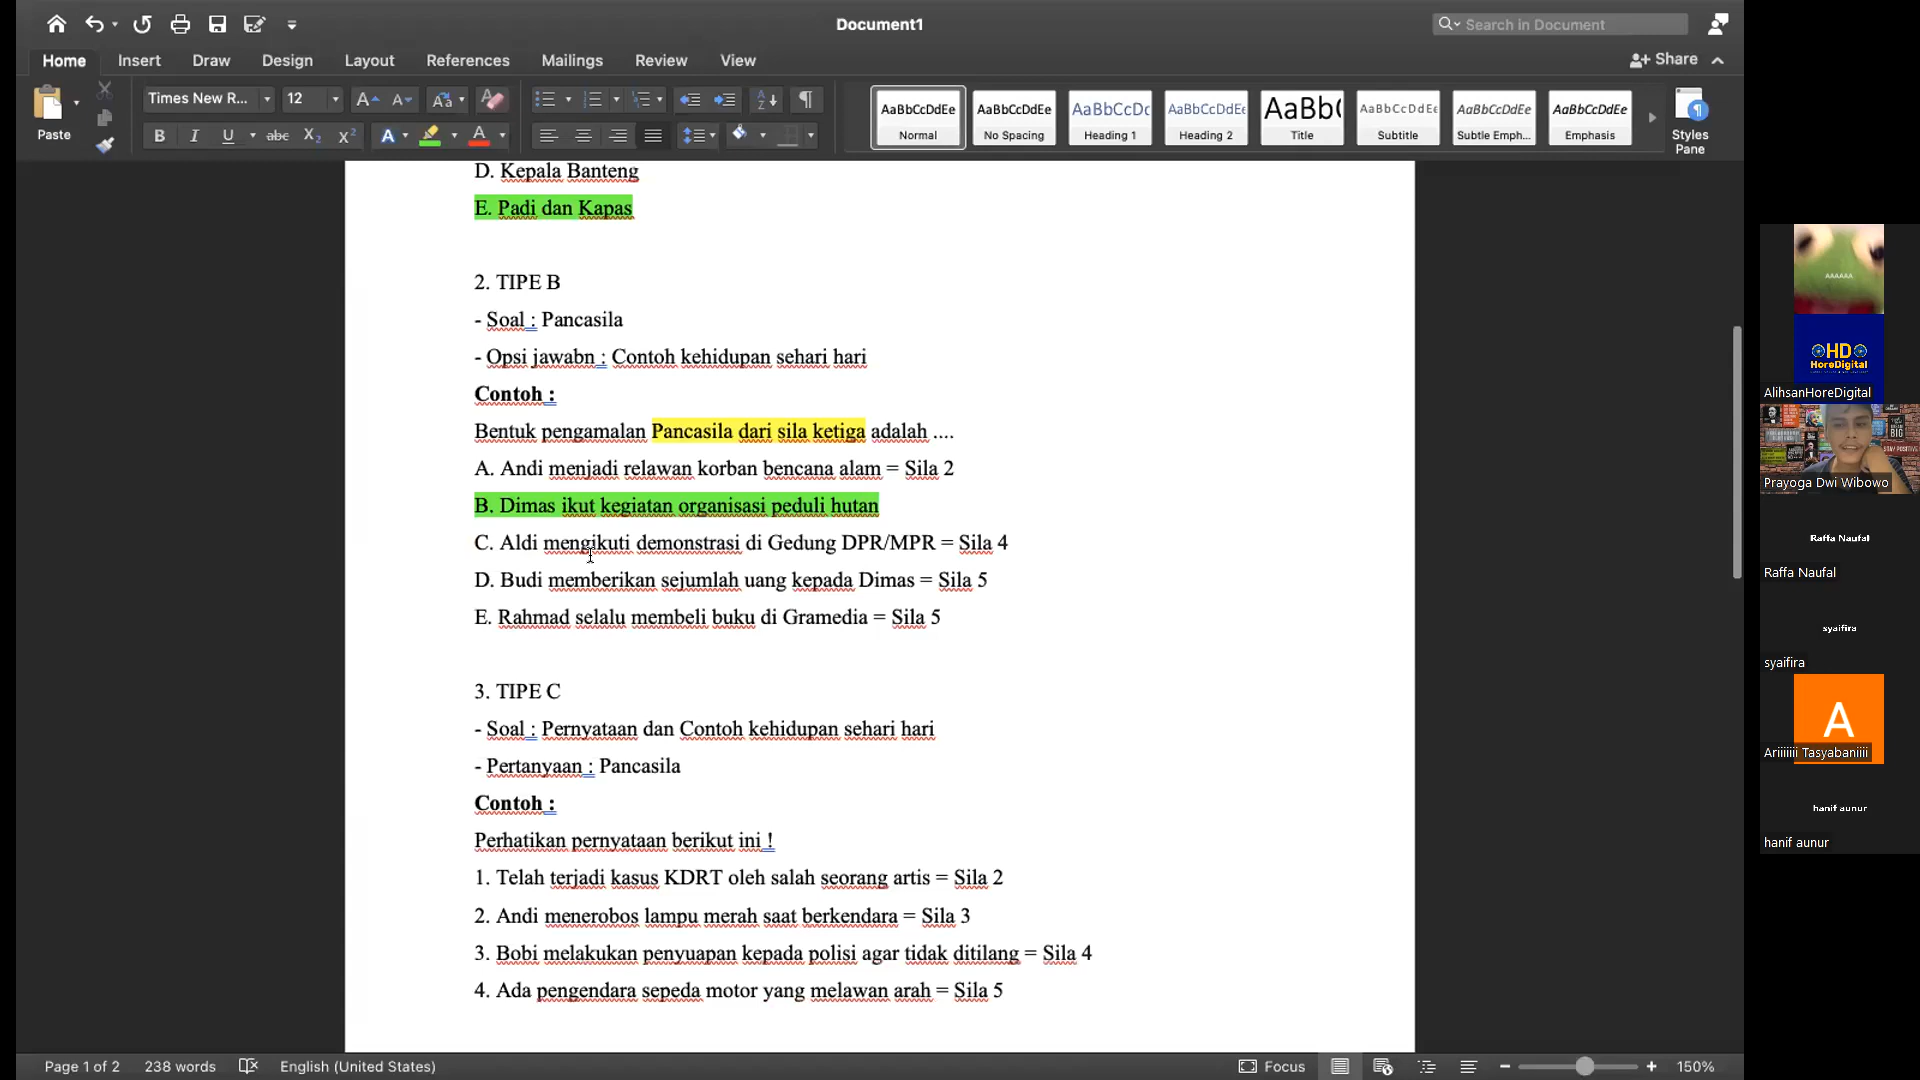 Document1
Search in Document
Home Insert Draw Design Layout References Mailings Review View
Share
Paste
Times New R... 12
AaBbCcDdEe Normal
AaBbCcDdEe No Spacing
AaBbCcDc Heading 1
AaBbCcDdEe Heading 2
AaBb( Title
AaBbCcDdEe Subtitle
AaBbCcDdEe Subtle Emph...
AaBbCcDdEe Emphasis
Styles Pane
D. Kepala Banteng
E. Padi dan Kapas
2. TIPE B
- Soal : Pancasila
- Opsi jawabn : Contoh kehidupan sehari hari
Contoh :
Bentuk pengamalan Pancasila dari sila ketiga adalah ....
A. Andi menjadi relawan korban bencana alam = Sila 2
B. Dimas ikut kegiatan organisasi peduli hutan
C. Aldi mengikuti demonstrasi di Gedung DPR/MPR = Sila 4
D. Budi memberikan sejumlah uang kepada Dimas = Sila 5
E. Rahmad selalu membeli buku di Gramedia = Sila 5
3. TIPE C
- Soal : Pernyataan dan Contoh kehidupan sehari hari
- Pertanyaan : Pancasila
Contoh :
Perhatikan pernyataan berikut ini !
1. Telah terjadi kasus KDRT oleh salah seorang artis = Sila 2
2. Andi menerobos lampu merah saat berkendara = Sila 3
3. Bobi melakukan penyuapan kepada polisi agar tidak ditilang = Sila 4
4. Ada pengendara sepeda motor yang melawan arah = Sila 5
Page 1 of 2 238 words English (United States) Focus 150%
AAAAAA
HD
HoreDigital
AlihsanHoreDigital
Prayoga Dwi Wibowo
Raffa Naufal
Raffa Naufal
syaifira
syaifira
A
Ariiiiiii Tasyabaniiii
hanif aunur
hanif aunur